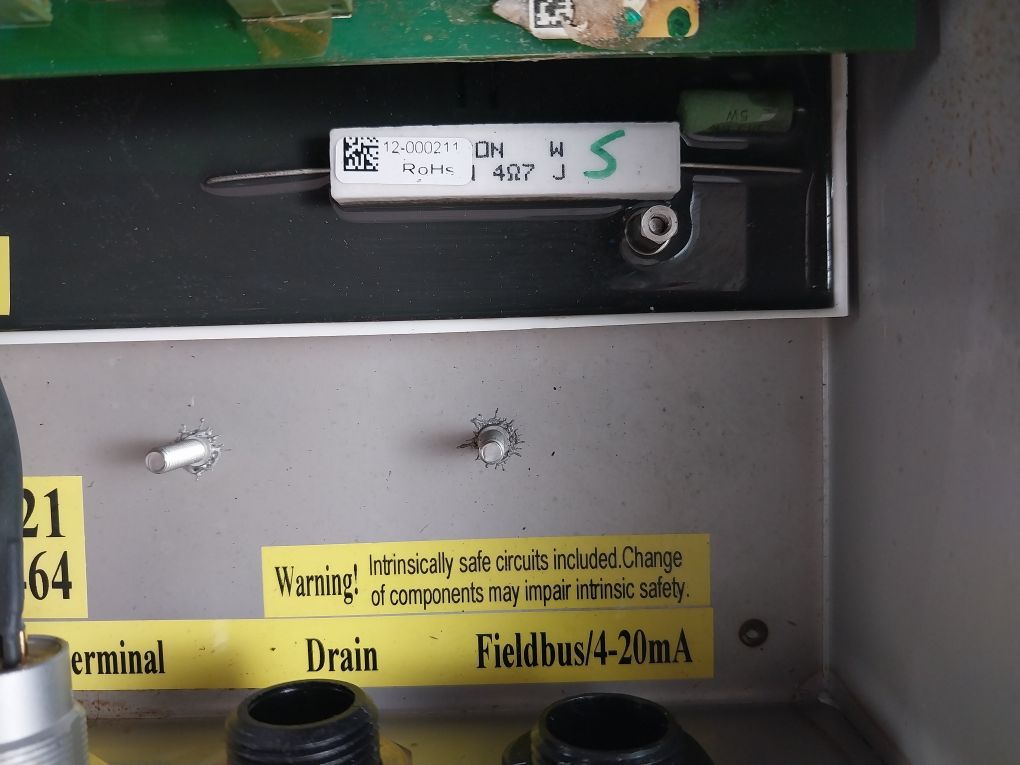 12-000211 ON W S
RoHS 4Ω7 J
5W
21
64
Warning! Intrinsically safe circuits included.Change
of components may impair intrinsic safety.
erminal Drain Fieldbus/4-20mA